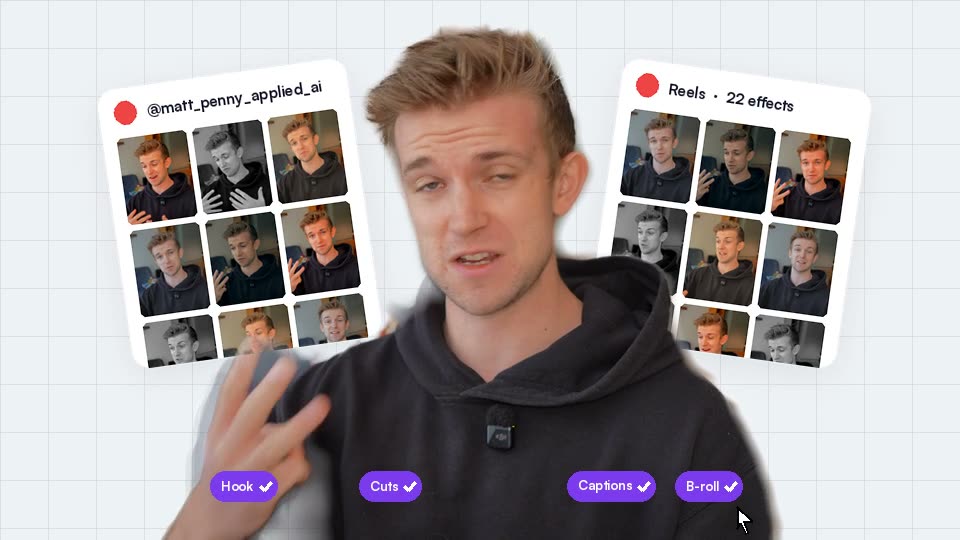 @matt_penny_applied_ai
Reels · 22 effects
Hook
Cuts
Captions
B-roll